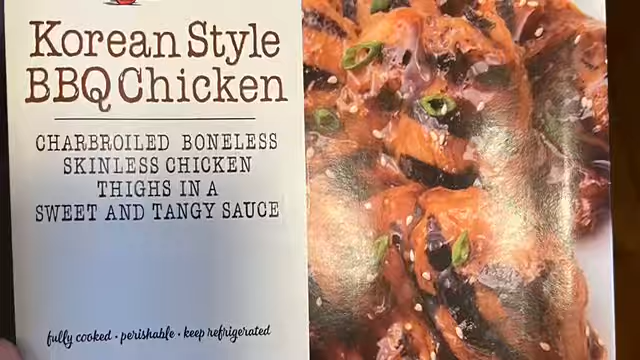 Korean Style
BBQ Chicken
CHARBROILED BONELESS
SKINLESS CHICKEN
THIGHS IN A
SWEET AND TANGY SAUCE
fully cooked • perishable • keep refrigerated